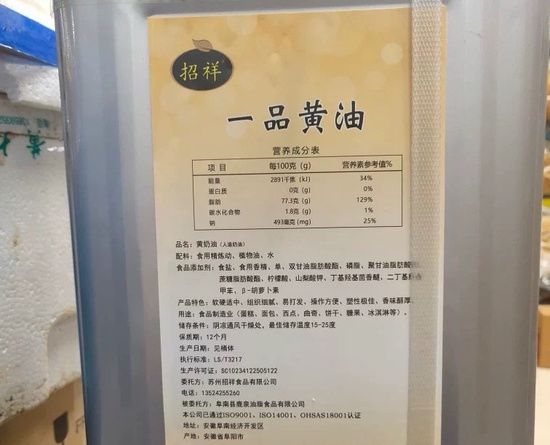 招祥
一品黄油
营养成分表
项目 每100克(g) 营养素参考值%
能量 2891千焦(kJ) 34%
蛋白质 0克(g) 0%
脂肪 77.3克(g) 129%
碳水化合物 1.8克(g) 1%
钠 493毫克(mg) 25%
品名：黄奶油（人造奶油）
配料：食用精炼动、植物油、水
食品添加剂：食盐、食用香精、单，双甘油脂肪酸酯、磷脂、聚甘油脂肪酸
蔗糖脂肪酸酯、柠檬酸、山梨酸钾、丁基羟基茴香醚、二丁基
甲苯、β-胡萝卜素
产品特色：软硬适中、组织细腻、易打发、操作方便、塑性极佳、香味醇厚
用途：食品制造业（蛋糕、面包、西点、曲奇、饼干、糖果、冰淇淋等）。
储存条件：阴凉通风干燥处，最佳储存温度15-25度
保质期：12个月
生产日期：见桶体
执行标准：LS/T3217
生产许可证：SC10234122505122
委托方：苏州招祥食品有限公司
电话：13524255260
被委托方：阜南县鹿泉油脂食品有限公司
本公司已通过ISO9001、ISO14001、OHSAS18001认证
地址：安徽阜南经济开发区
产地：安徽省阜阳市